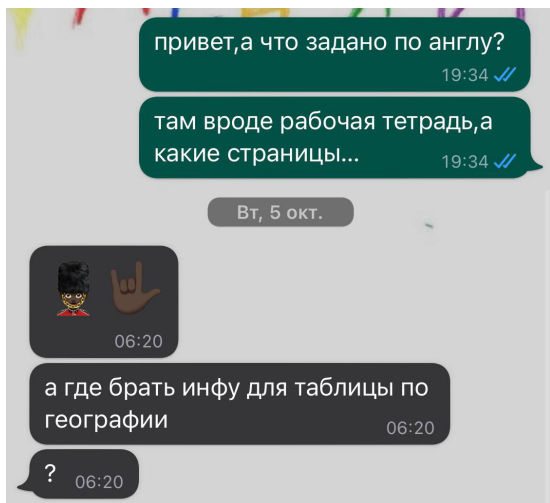 привет,а что задано по англу?
19:34
там вроде рабочая тетрадь,а
какие страницы...
19:34
Вт, 5 окт.
06:20
а где брать инфу для таблицы по
географии
06:20
?
06:20